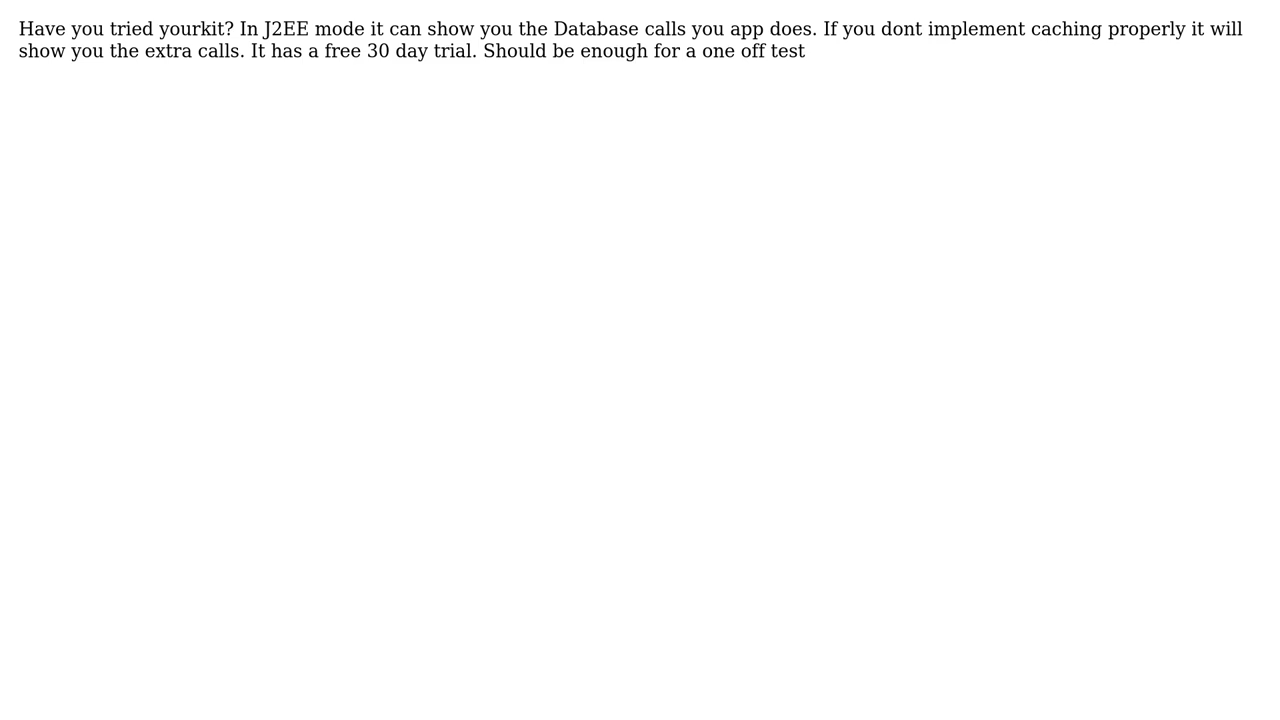 Have you tried yourkit? In J2EE mode it can show you the Database calls you app does. If you dont implement caching properly it will
show you the extra calls. It has a free 30 day trial. Should be enough for a one off test